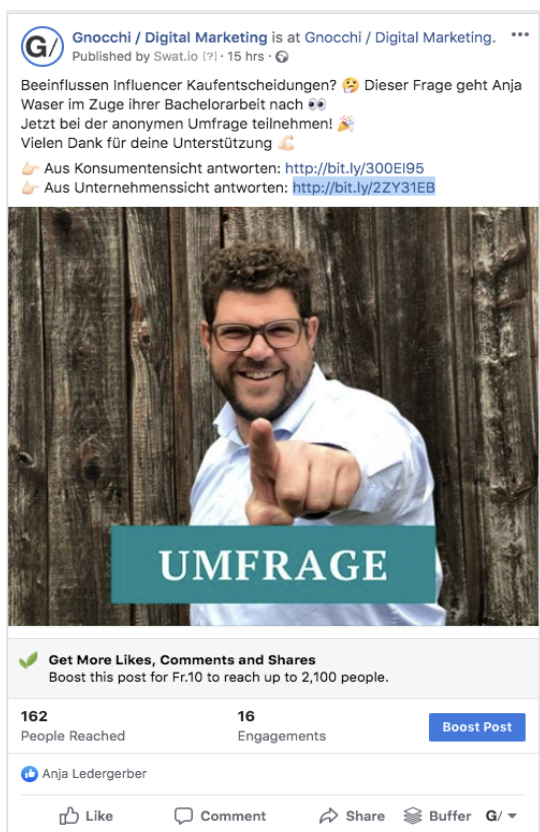 G/
Gnocchi / Digital Marketing is at Gnocchi / Digital Marketing.
Published by Swat.io [?] · 15 hrs ·
Beeinflussen Influencer Kaufentscheidungen? 🤔 Dieser Frage geht Anja
Waser im Zuge ihrer Bachelorarbeit nach 👀
Jetzt bei der anonymen Umfrage teilnehmen! 🎉
Vielen Dank für deine Unterstützung 💪🏻
👉🏻 Aus Konsumentensicht antworten: http://bit.ly/300El95
👉🏻 Aus Unternehmenssicht antworten: http://bit.ly/2ZY31EB
UMFRAGE
Get More Likes, Comments and Shares
Boost this post for Fr.10 to reach up to 2,100 people.
162 16
People Reached Engagements Boost Post
Anja Ledergerber
Like Comment Share Buffer G/